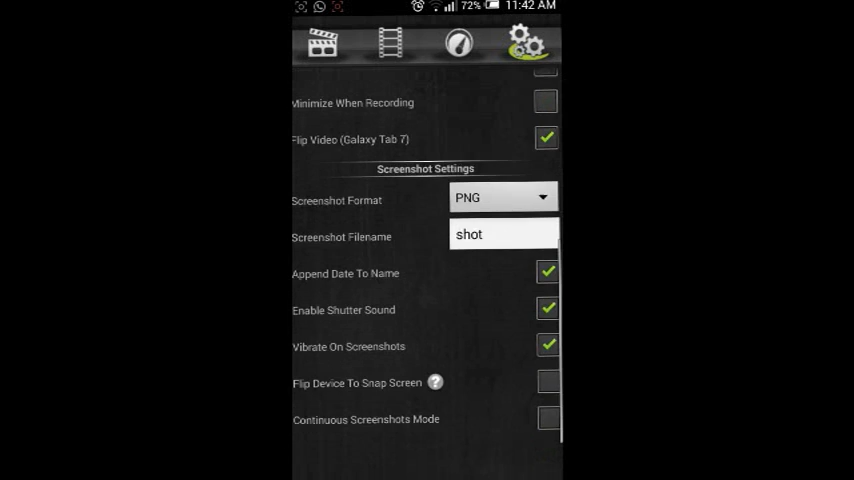 72% 11:42 AM
Minimize When Recording
Flip Video (Galaxy Tab 7)
Screenshot Settings
Screenshot Format PNG
Screenshot Filename shot
Append Date To Name
Enable Shutter Sound
Vibrate On Screenshots
Flip Device To Snap Screen ?
Continuous Screenshots Mode